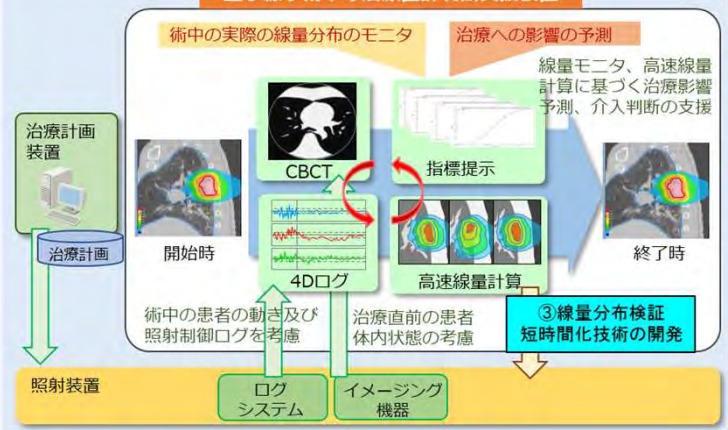 術中の実際の線量分布のモニタ
治療への影響の予測
線量モニタ、高速線量
計算に基づく治療影響
予測、介入判断の支援
治療計画
装置
CBCT
指標提示
治療計画
開始時
4Dログ
高速線量計算
終了時
術中の患者の動き及び
照射制御ログを考慮
治療直前の患者
体内状態の考慮
③線量分布検証
短時間化技術の開発
照射装置
ログ
システム
イメージング
機器